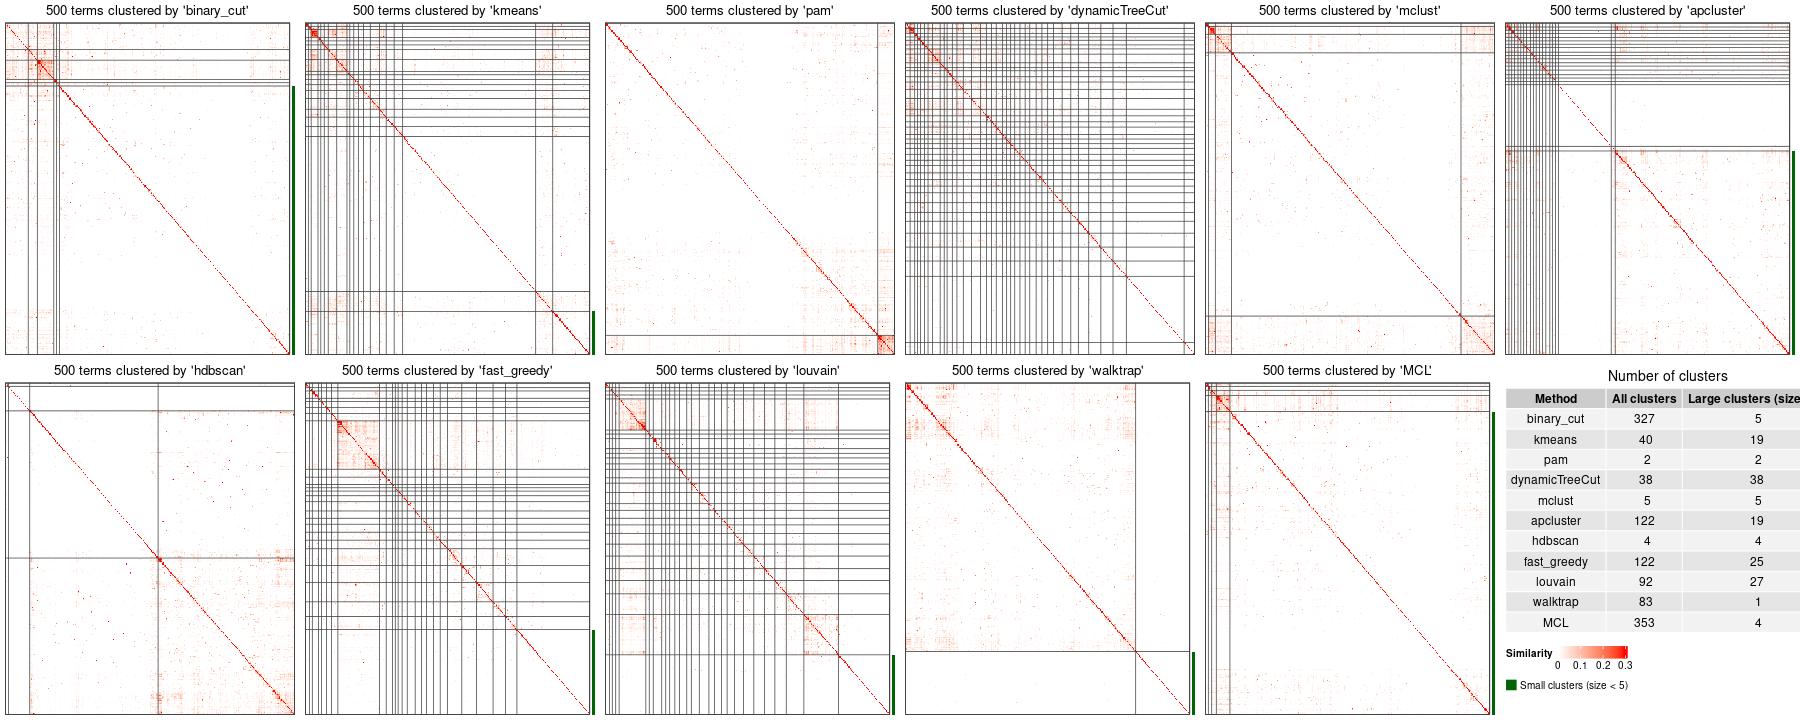 500 terms clustered by 'binary_cut'
500 terms clustered by 'kmeans'
500 terms clustered by 'pam'
500 terms clustered by 'dynamicTreeCut'
500 terms clustered by 'mclust'
500 terms clustered by 'apcluster'
500 terms clustered by 'hdbscan'
500 terms clustered by 'fast_greedy'
500 terms clustered by 'louvain'
500 terms clustered by 'walktrap'
500 terms clustered by 'MCL'
Number of clusters
Method All clusters Large clusters (size
binary_cut 327 5
kmeans 40 19
pam 2 2
dynamicTreeCut 38 38
mclust 5 5
apcluster 122 19
hdbscan 4 4
fast_greedy 122 25
louvain 92 27
walktrap 83 1
MCL 353 4
Similarity
0 0.1 0.2 0.3
Small clusters (size < 5)